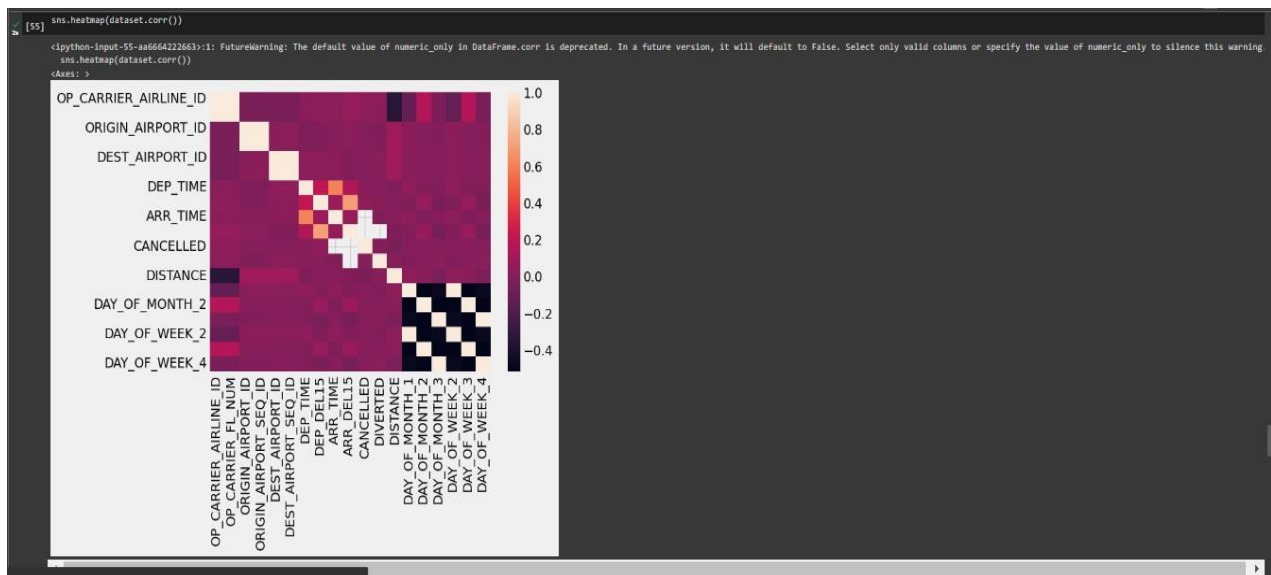 [55] sns.heatmap(dataset.corr())
<ipython-input-55-aa6664222663>:1: FutureWarning: The default value of numeric_only in DataFrame.corr is deprecated. In a future version, it will default to False. Select only valid columns or specify the value of numeric_only to silence this warning.
sns.heatmap(dataset.corr())
<Axes: >
OP_CARRIER_AIRLINE_ID
ORIGIN_AIRPORT_ID
DEST_AIRPORT_ID
DEP_TIME
ARR_TIME
CANCELLED
DISTANCE
DAY_OF_MONTH_2
DAY_OF_WEEK_2
DAY_OF_WEEK_4
1.0
0.8
0.6
0.4
0.2
0.0
−0.2
−0.4
OP_CARRIER_AIRLINE_ID
OP_CARRIER_FL_NUM
ORIGIN_AIRPORT_ID
ORIGIN_AIRPORT_SEQ_ID
DEST_AIRPORT_ID
DEST_AIRPORT_SEQ_ID
DEP_TIME
DEP_DEL15
ARR_TIME
ARR_DEL15
CANCELLED
DIVERTED
DISTANCE
DAY_OF_MONTH_1
DAY_OF_MONTH_2
DAY_OF_MONTH_3
DAY_OF_WEEK_2
DAY_OF_WEEK_3
DAY_OF_WEEK_4